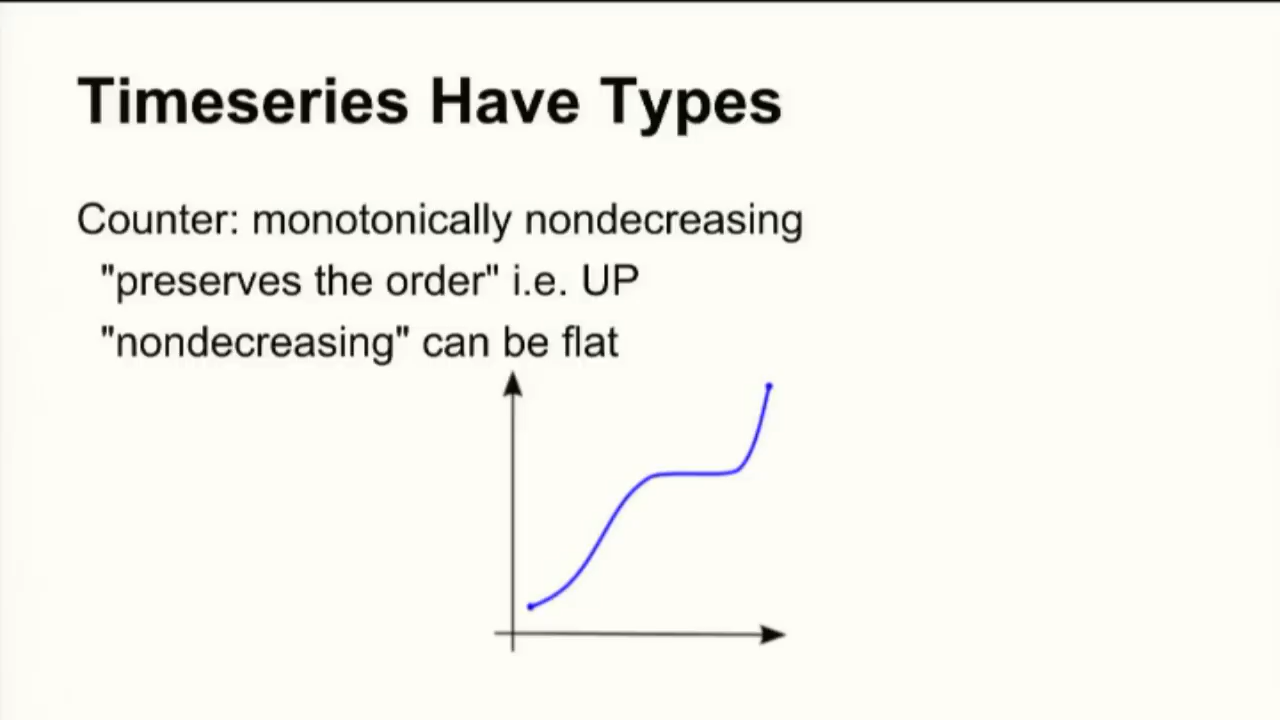 Timeseries Have Types
Counter: monotonically nondecreasing
"preserves the order" i.e. UP
"nondecreasing" can be flat